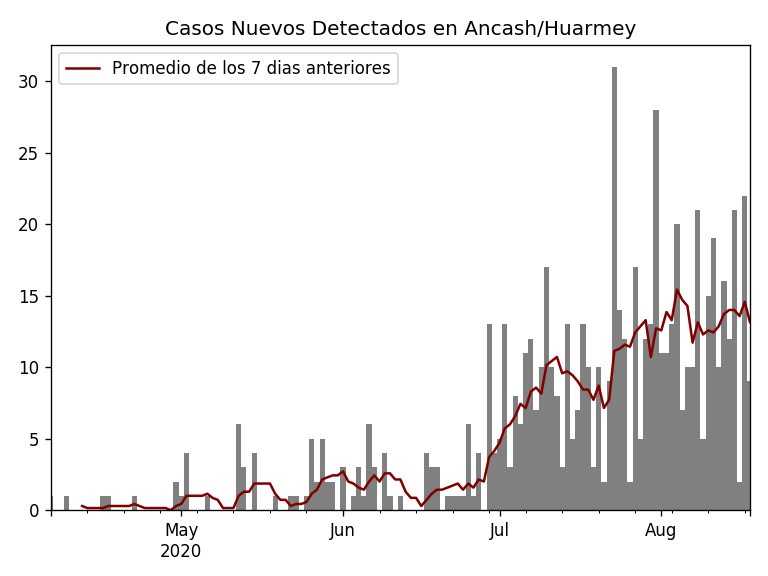 Casos Nuevos Detectados en Ancash/Huarmey
Promedio de los 7 dias anteriores
30
25
20
15
10
5
0
May
2020
Jun
Jul
Aug